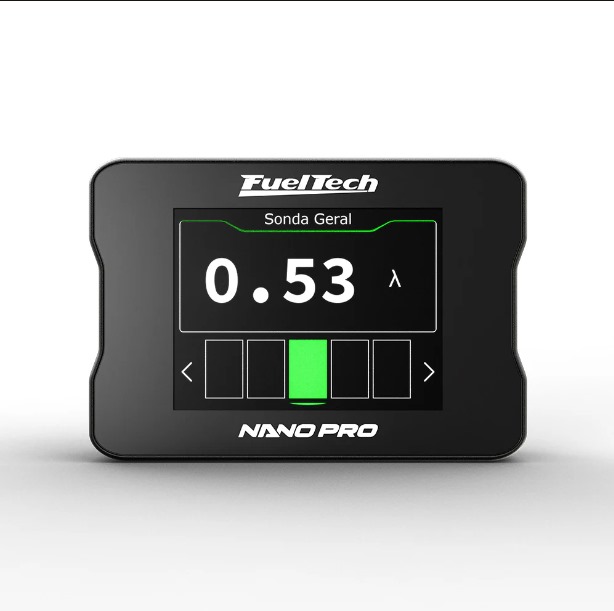 FuelTech
Sonda Geral
0.53 λ
< >
NANO PRO